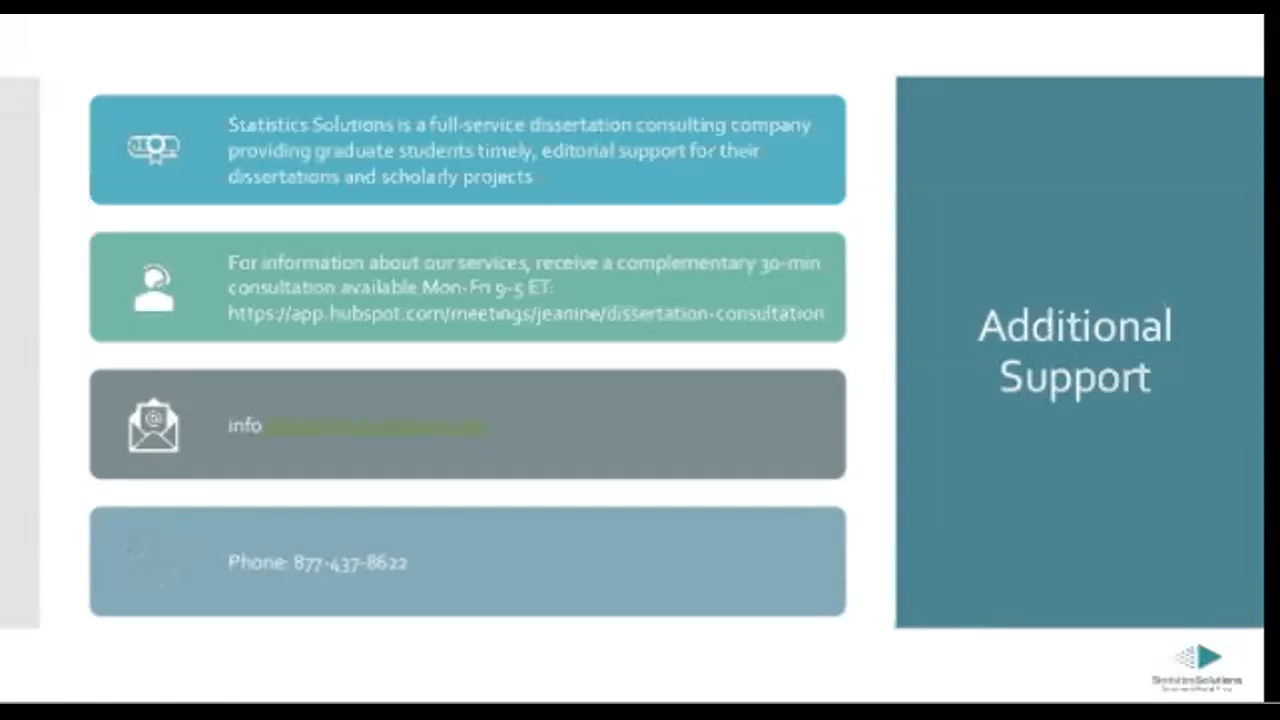 Statistics Solutions is a full-service dissertation consulting company
providing graduate students timely, editorial support for their
dissertations and scholarly projects
For information about our services, receive a complementary 30-min
consultation available Mon-Fri 9-5 ET:
https://app.hubspot.com/meetings/jeanine/dissertation-consultation
info
Phone: 877-437-8622
Additional
Support
StatisticsSolutions